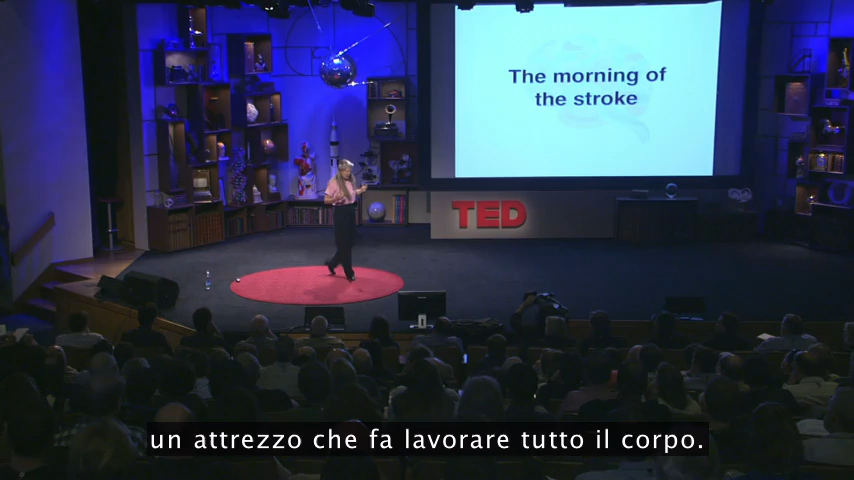 The morning of
the stroke
TED
un attrezzo che fa lavorare tutto il corpo.